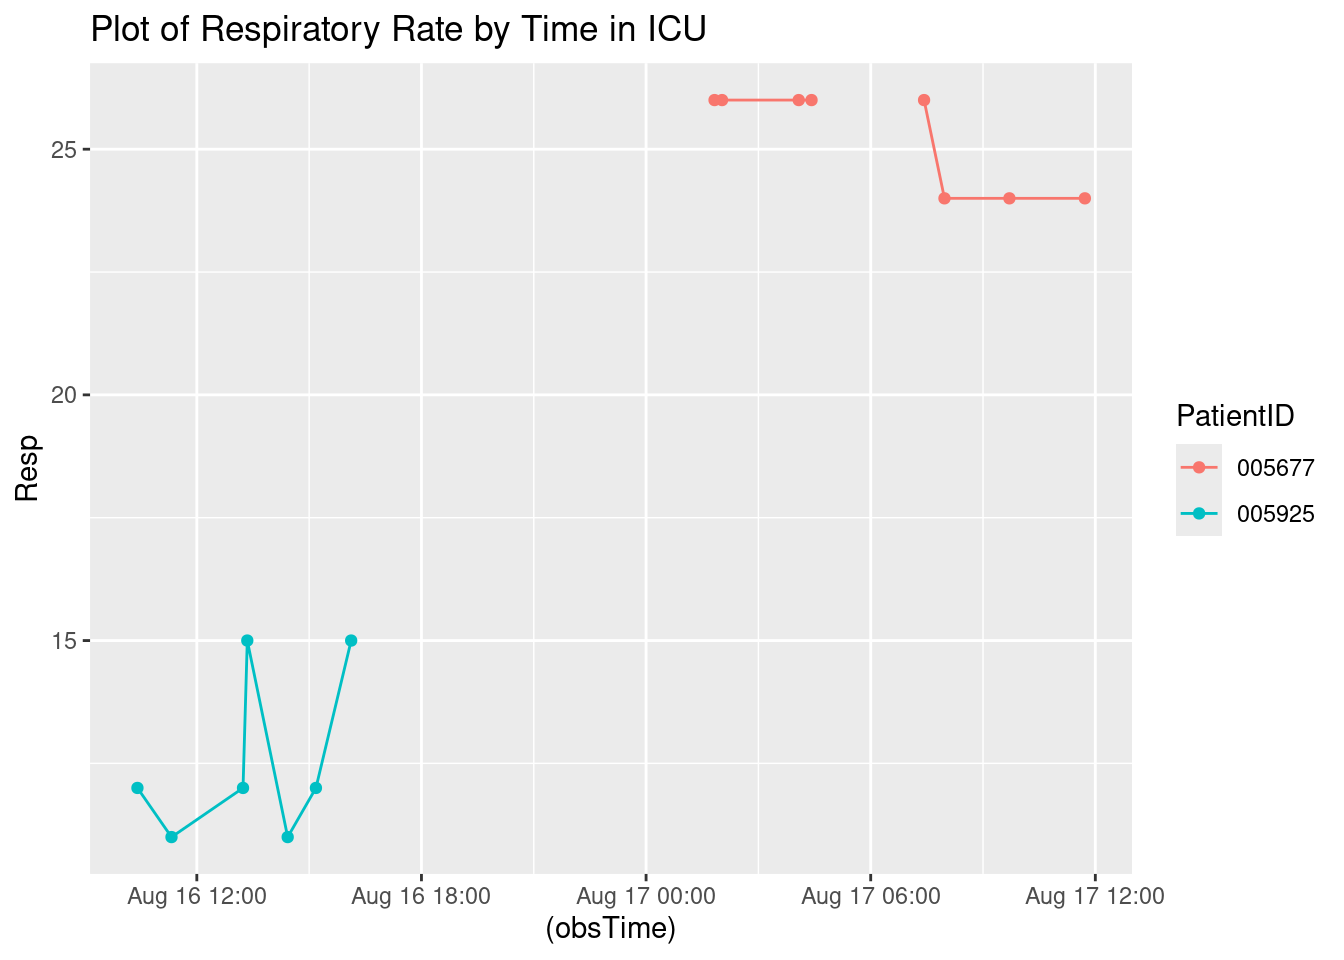 Plot of Respiratory Rate by Time in ICU
25
20
15
Resp
Aug 16 12:00 Aug 16 18:00 Aug 17 00:00 Aug 17 06:00 Aug 17 12:00
(obsTime)
PatientID
005677
005925